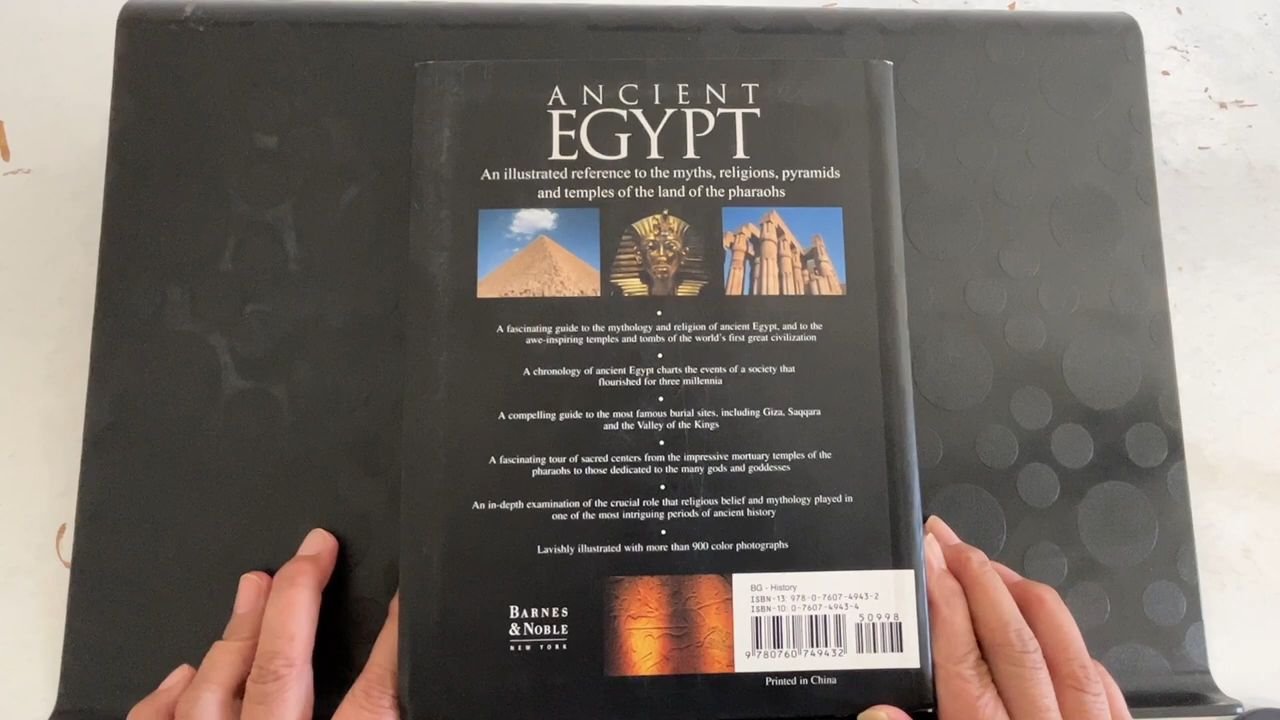 ANCIENT
EGYPT
An illustrated reference to the myths, religions, pyramids
and temples of the land of the pharaohs
A fascinating guide to the mythology and religion of ancient Egypt, and to the
awe-inspiring temples and tombs of the world's first great civilization
A chronology of ancient Egypt charts the events of a society that
flourished for three millennia
A compelling guide to the most famous burial sites, including Giza, Saqqara
and the Valley of the Kings
A fascinating tour of sacred centers from the impressive mortuary temples of the
pharaohs to those dedicated to the many gods and goddesses
An in-depth examination of the crucial role that religious belief and mythology played in
one of the most intriguing periods of ancient history
Lavishly illustrated with more than 900 color photographs
BARNES
&NOBLE
NEW YORK
BG - History
ISBN-13: 978-0-7607-4943-2
ISBN-10: 0-7607-4943-4
50998
9 780760 749432
Printed in China